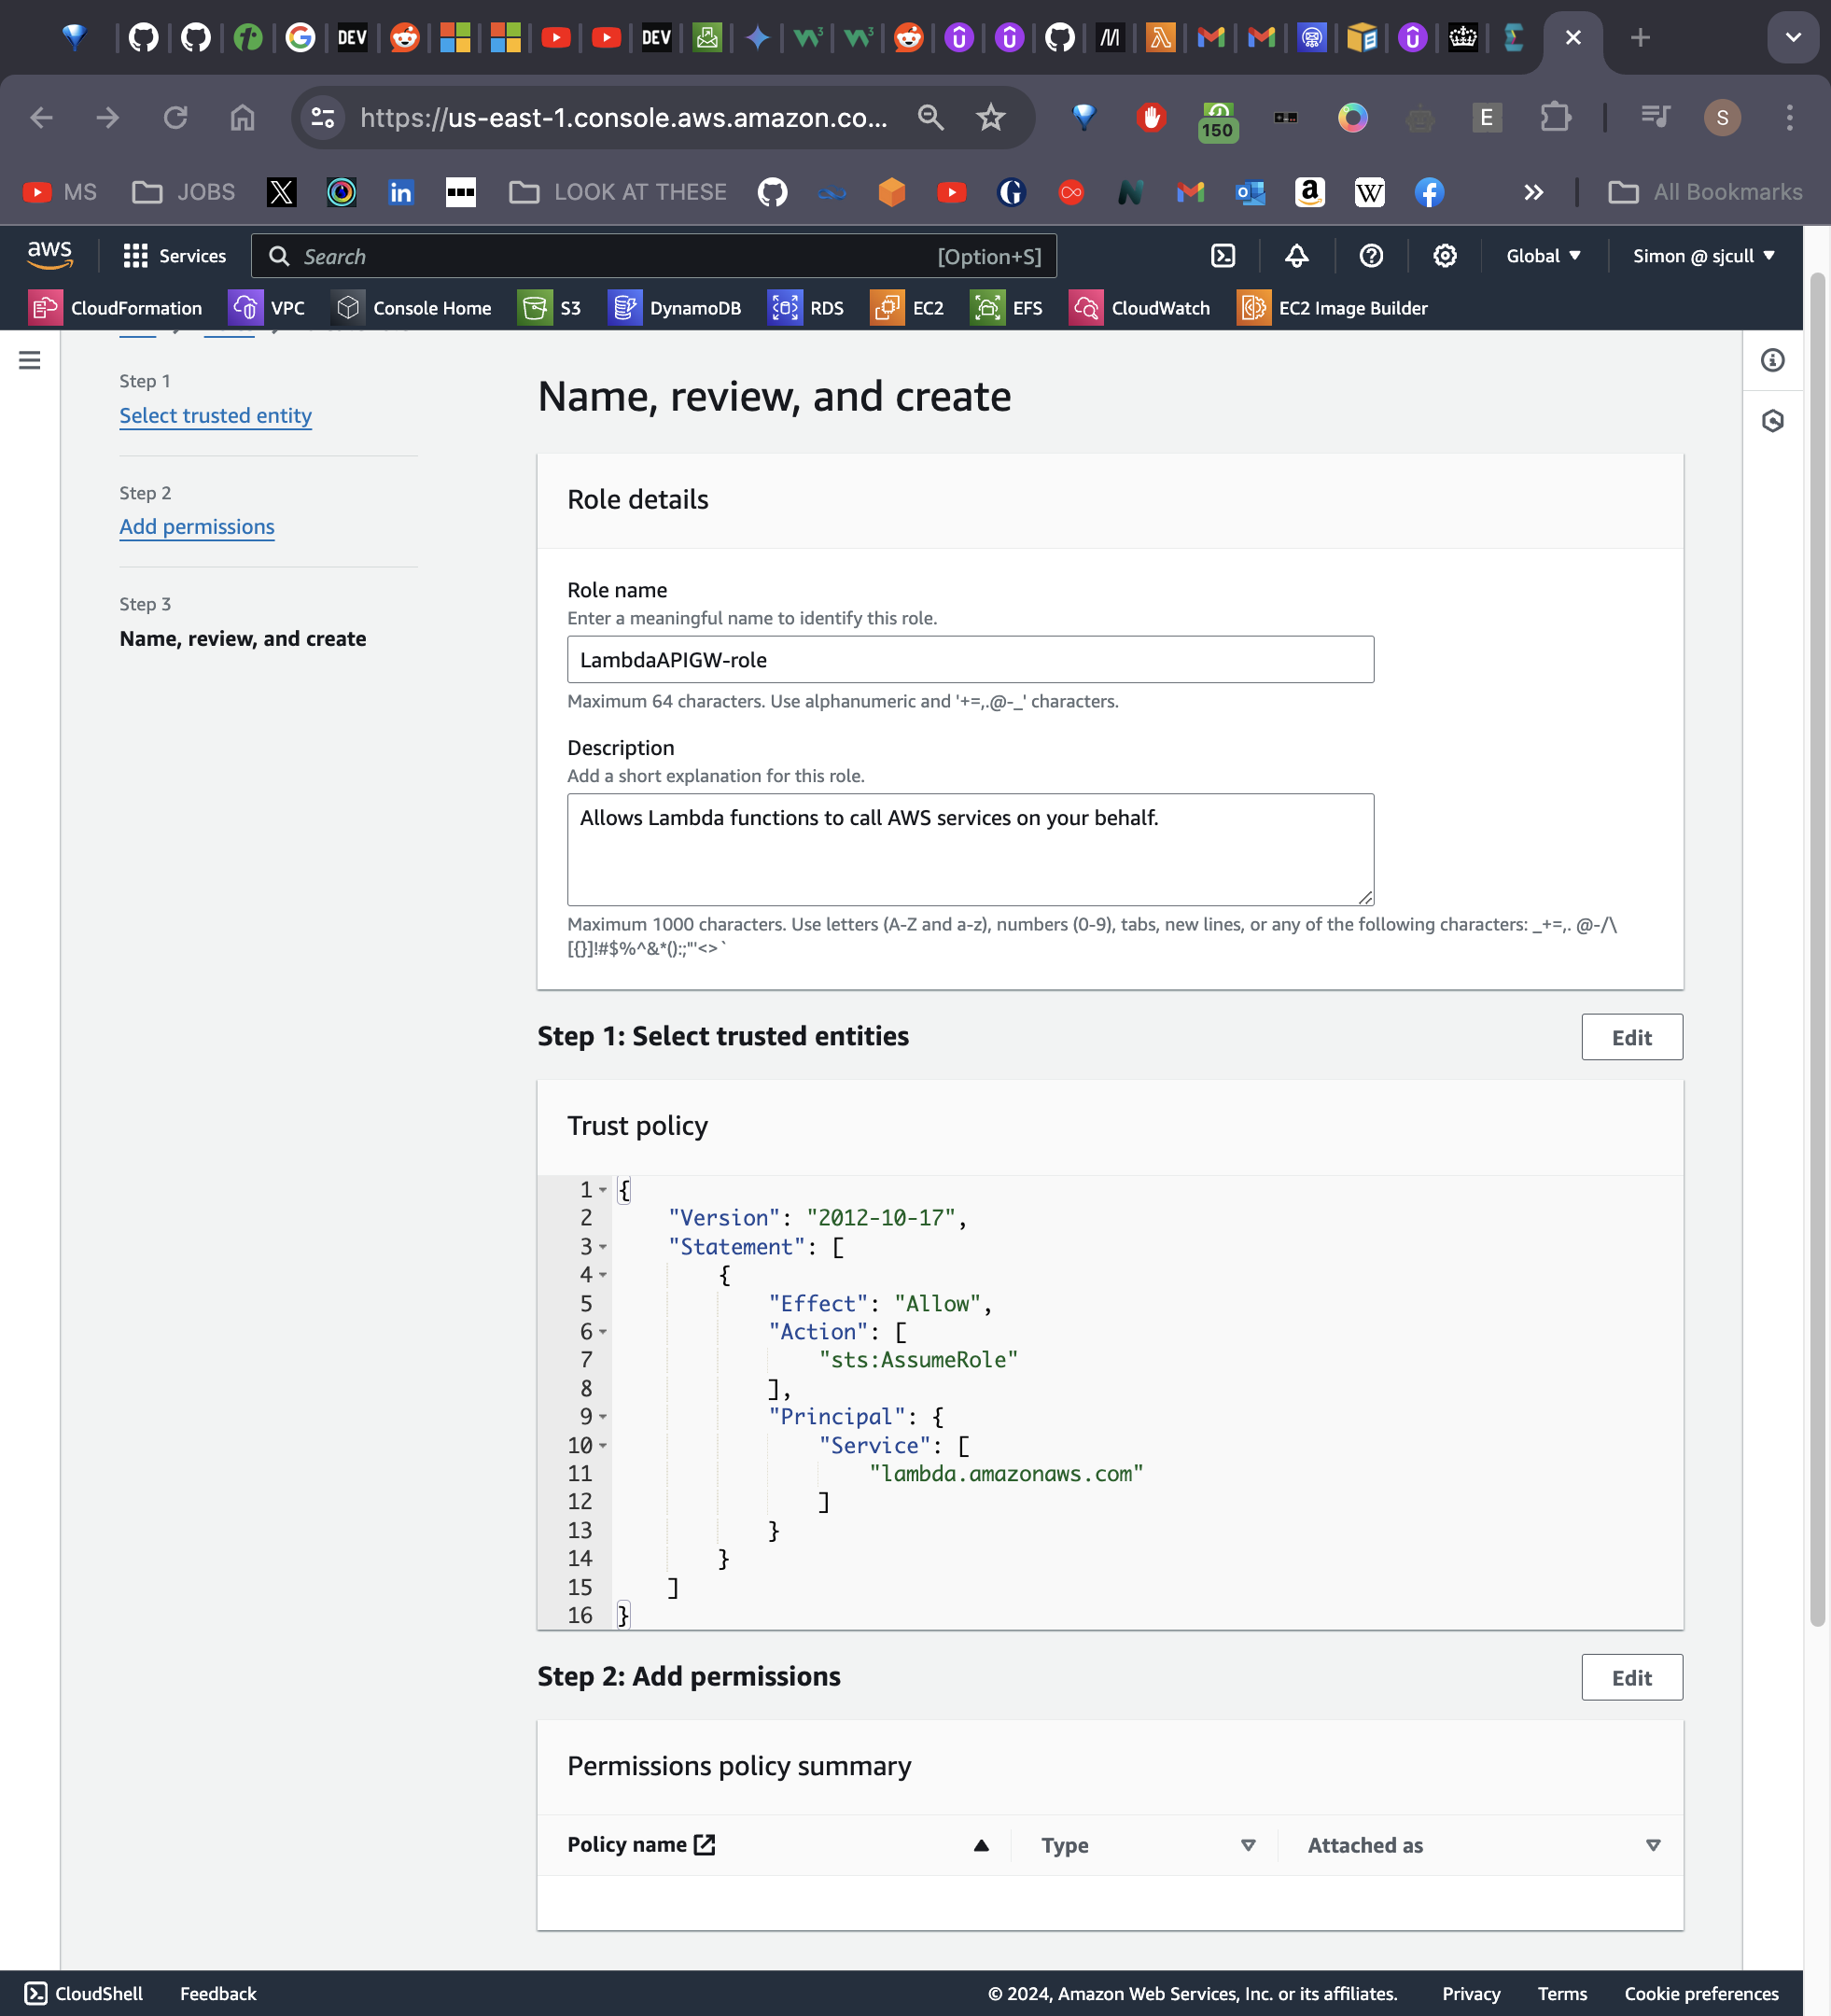 DEV
DEV
https://us-east-1.console.aws.amazon.co...
150
E
S
MS
JOBS
LOOK AT THESE
All Bookmarks
aws
Services
Search
[Option+S]
Global
Simon @ sjcull
CloudFormation
VPC
Console Home
S3
DynamoDB
RDS
EC2
EFS
CloudWatch
EC2 Image Builder
Step 1
Select trusted entity
Step 2
Add permissions
Step 3
Name, review, and create
Name, review, and create
Role details
Role name
Enter a meaningful name to identify this role.
LambdaAPIGW-role
Maximum 64 characters. Use alphanumeric and '+=,.@-_' characters.
Description
Add a short explanation for this role.
Allows Lambda functions to call AWS services on your behalf.
Maximum 1000 characters. Use letters (A-Z and a-z), numbers (0-9), tabs, new lines, or any of the following characters: _+=,. @-/\
[{}]!#$%^&*();:;"'<>`
Step 1: Select trusted entities
Edit
Trust policy
1 {
2 "Version": "2012-10-17",
3 "Statement": [
4 {
5 "Effect": "Allow",
6 "Action": [
7 "sts:AssumeRole"
8 ],
9 "Principal": {
10 "Service": [
11 "lambda.amazonaws.com"
12 ]
13 }
14 }
15 ]
16 }
Step 2: Add permissions
Edit
Permissions policy summary
Policy name
Type
Attached as
CloudShell
Feedback
© 2024, Amazon Web Services, Inc. or its affiliates.
Privacy
Terms
Cookie preferences